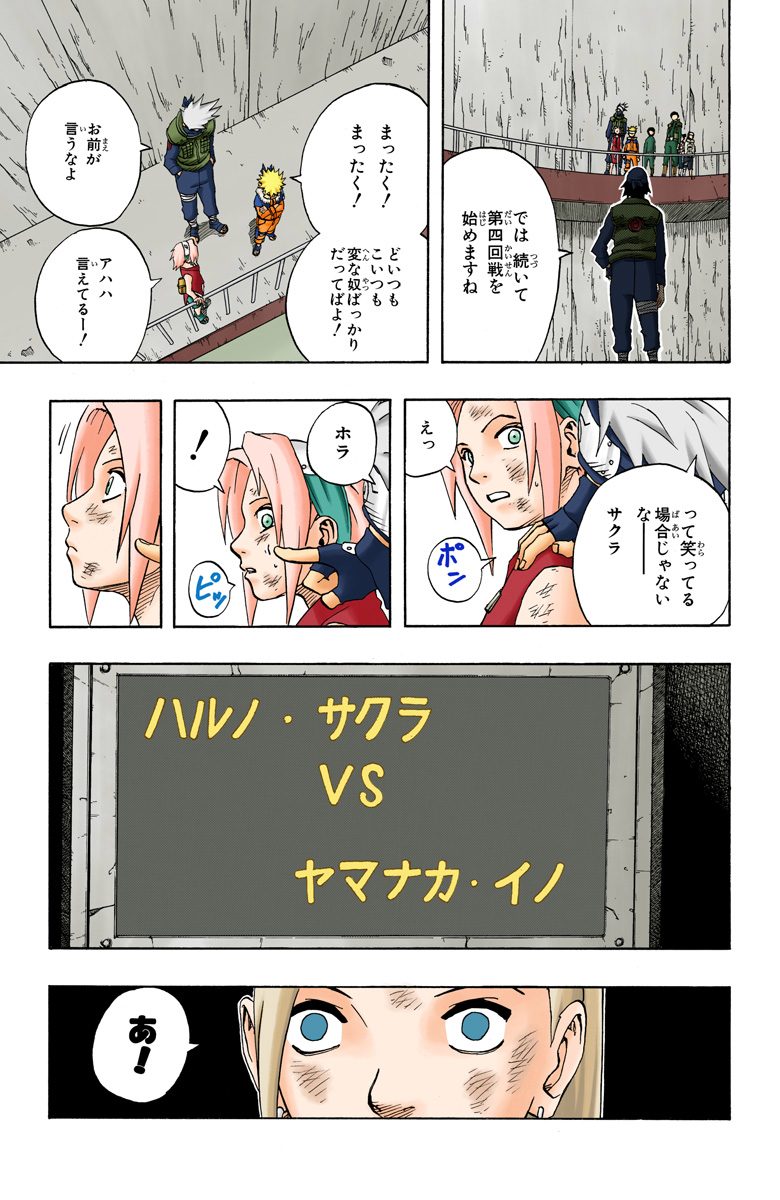 では 続いて
第四回戦を
始めますね
まったく!
まったく!
どいつも
こいつも
変な奴ばっかり
だってばよ!
お前が
言うなよ
アハハ
言えてるー!
って笑ってる
場合じゃない
な――
サクラ
えっ
ポン
ホラ
!
ピッ
ハルノ・サクラ
VS
ヤマナカ・イノ
あ!